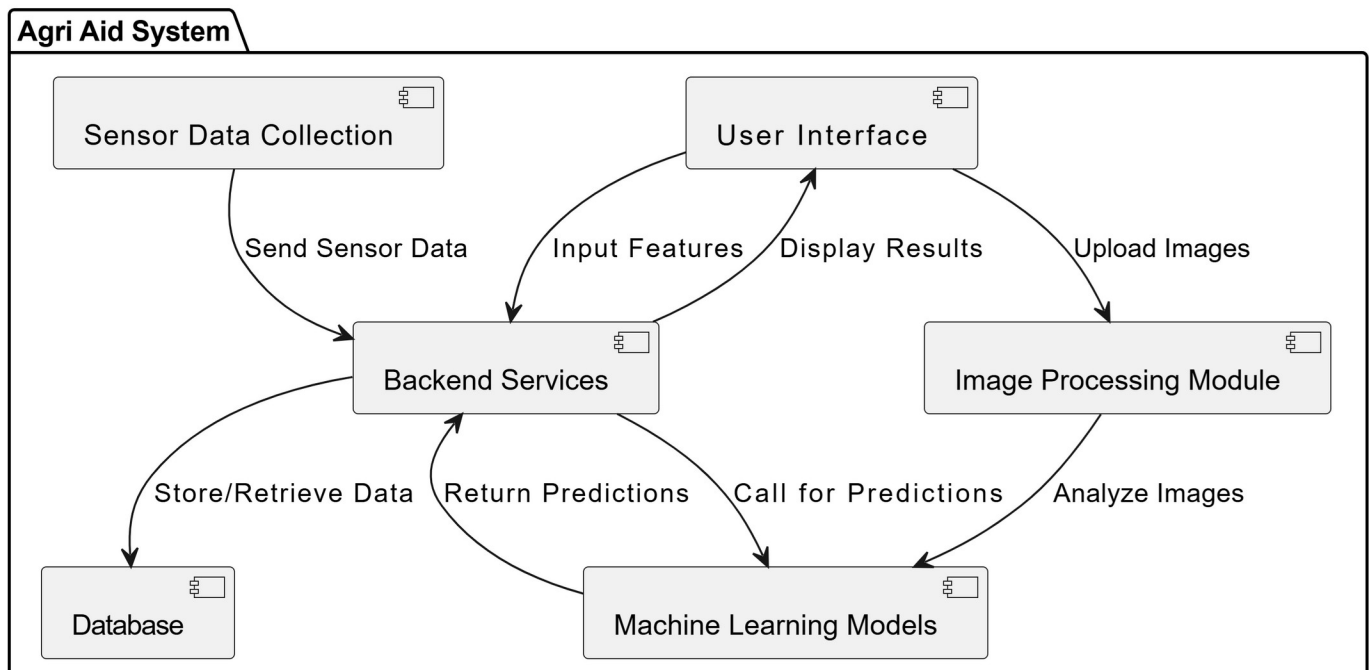 Agri Aid System
Sensor Data Collection
User Interface
Send Sensor Data
Input Features
Display Results
Upload Images
Backend Services
Image Processing Module
Store/Retrieve Data
Return Predictions
Call for Predictions
Analyze Images
Database
Machine Learning Models